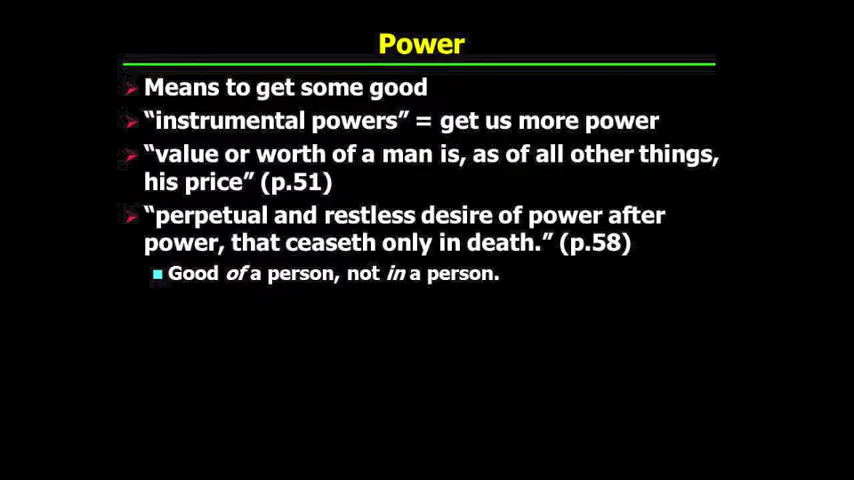 Power
Means to get some good
“instrumental powers” = get us more power
“value or worth of a man is, as of all other things,
his price” (p.51)
“perpetual and restless desire of power after
power, that ceaseth only in death.” (p.58)
Good of a person, not in a person.